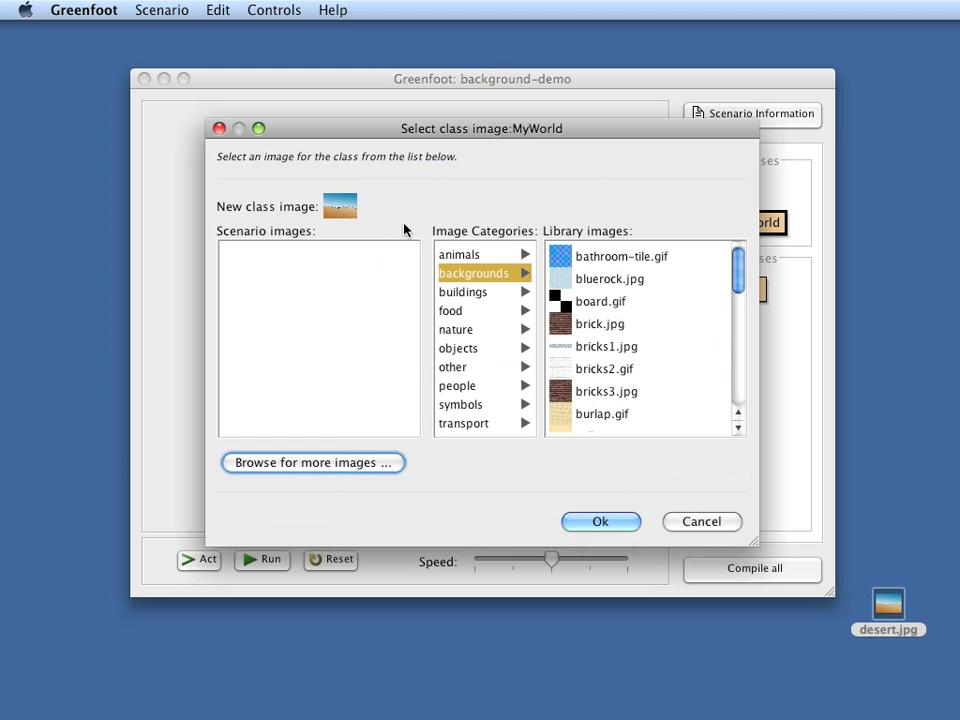 Greenfoot Scenario Edit Controls Help
Greenfoot: background-demo
Scenario Information
Select class image:MyWorld
Select an image for the class from the list below.
New class image:
Scenario images:
Image Categories:
Library images:
animals
backgrounds
buildings
food
nature
objects
other
people
symbols
transport
bathroom-tile.gif
bluerock.jpg
board.gif
brick.jpg
bricks1.jpg
bricks2.gif
bricks3.jpg
burlap.gif
Browse for more images ...
Ok
Cancel
ses
rld
ses
Act
Run
Reset
Speed:
Compile all
desert.jpg